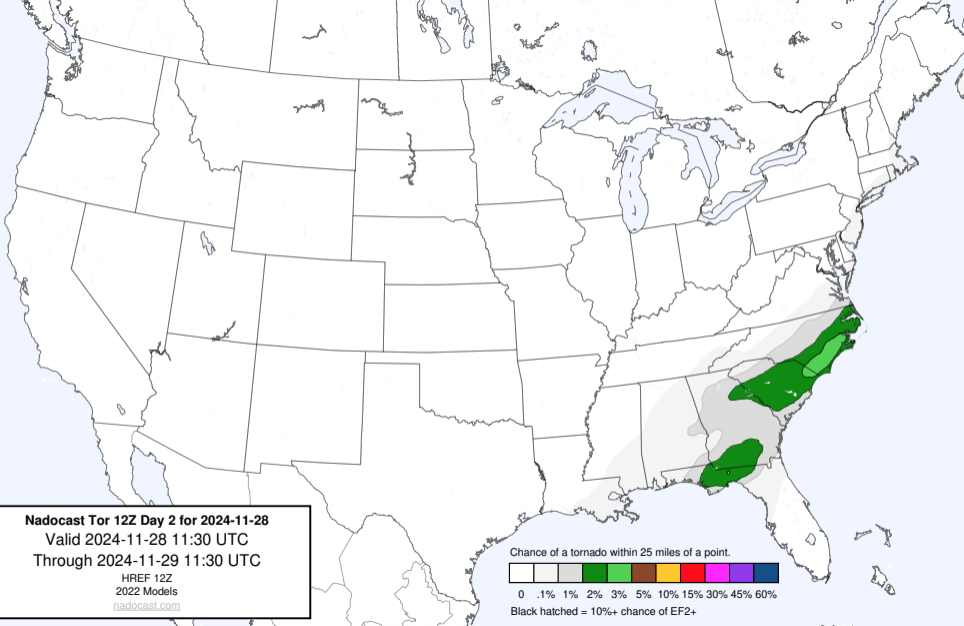 Nadocast Tor 12Z Day 2 for 2024-11-28
Valid 2024-11-28 11:30 UTC
Through 2024-11-29 11:30 UTC
HREF 12Z
2022 Models
nadocast.com
Chance of a tornado within 25 miles of a point.
0 .1% 1% 2% 3% 5% 10% 15% 30% 45% 60%
Black hatched = 10%+ chance of EF2+